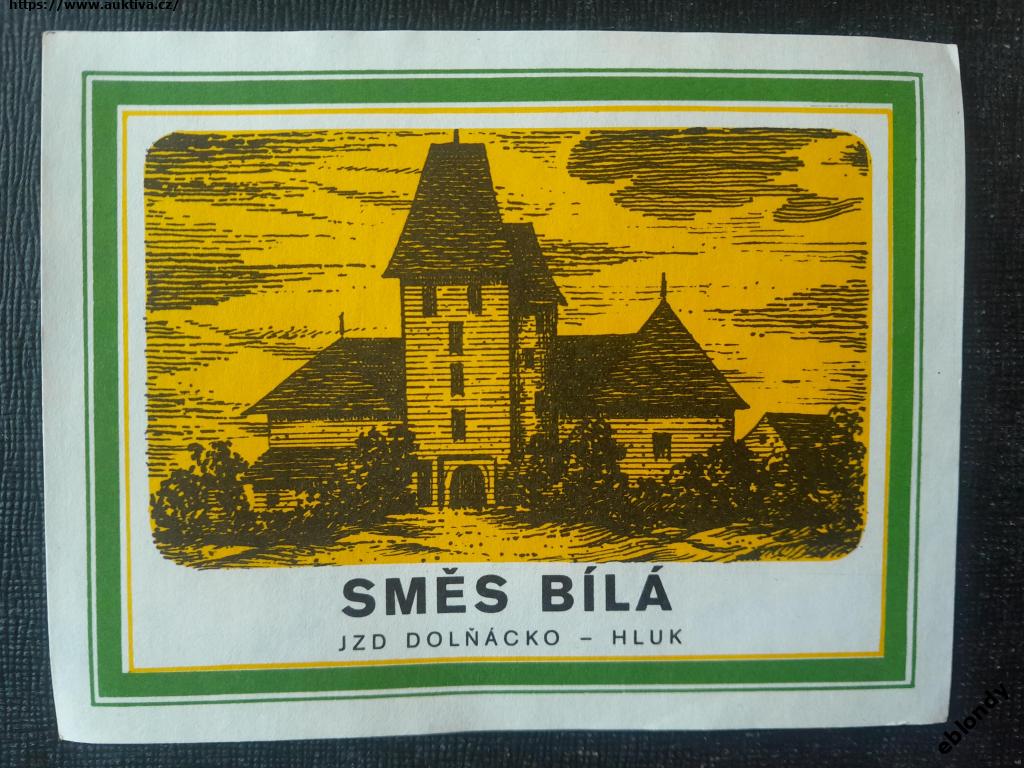 https://www.auktiva.cz/
SMĚS BÍLÁ
JZD DOLŇÁCKO – HLUK
eblondy